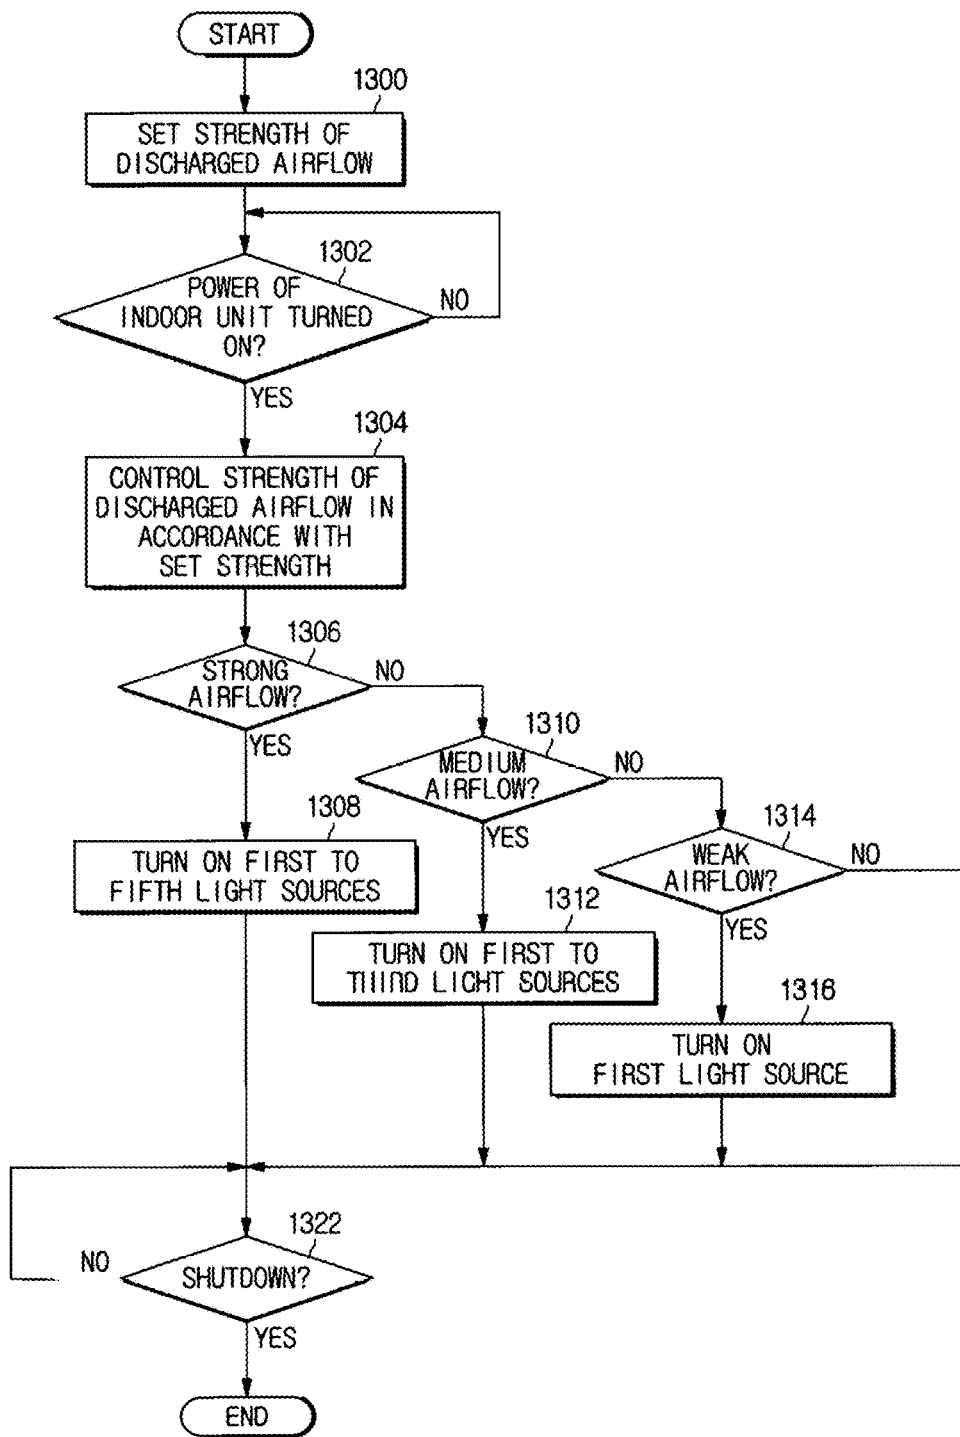 START
1300
SET STRENGTH OF
DISCHARGED AIRFLOW
1302
POWER OF
INDOOR UNIT TURNED
ON?
NO
YES
1304
CONTROL STRENGTH OF
DISCHARGED AIRFLOW IN
ACCORDANCE WITH
SET STRENGTH
1306
STRONG
AIRFLOW?
NO
YES
1310
MEDIUM
AIRFLOW?
NO
YES
1308
TURN ON FIRST TO
FIFTH LIGHT SOURCES
1314
WEAK
AIRFLOW?
NO
YES
1312
TURN ON FIRST TO
THIRD LIGHT SOURCES
1316
TURN ON
FIRST LIGHT SOURCE
1322
SHUTDOWN?
NO
YES
END